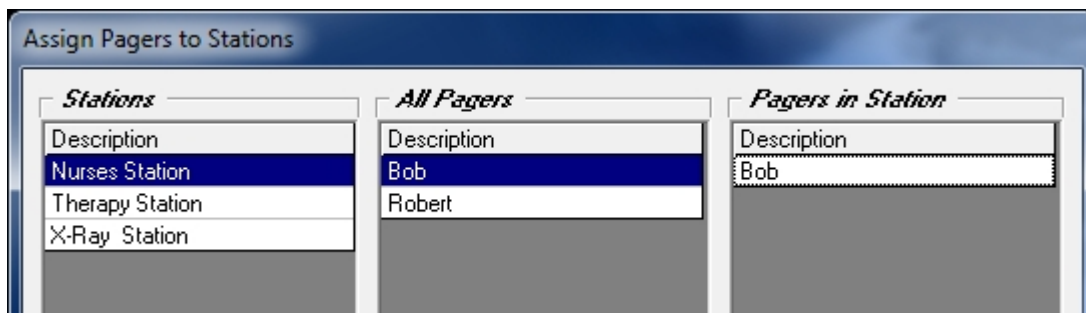 Assign Pagers to Stations
Stations
Description
Nurses Station
Therapy Station
X-Ray Station
All Pagers
Description
Bob
Robert
Pagers in Station
Description
Bob